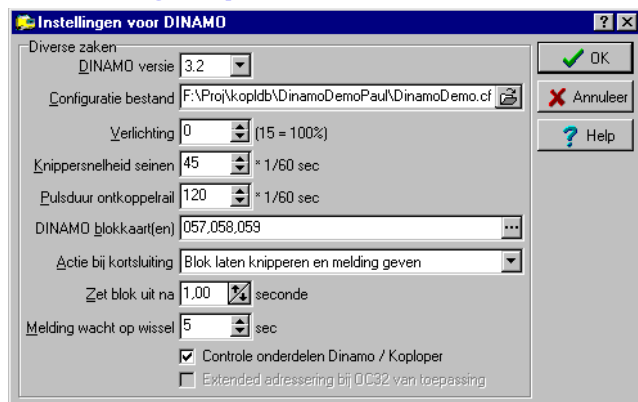 Instellingen voor DINAMO
Diverse zaken
DINAMO versie 3.2
OK
Configuratie bestand F:\Proj\kopldb\DinamoDemoPaul\DinamoDemo.cf
Annuleer
Verlichting 0 (15 = 100%)
Help
Knippersnelheid seinen 45 * 1/60 sec
Pulsduur ontkoppelrail 120 * 1/60 sec
DINAMO blokkaart(en) 057,058,059
Actie bij kortsluiting Blok laten knipperen en melding geven
Zet blok uit na 1,00 seconde
Melding wacht op wissel 5 sec
Controle onderdelen Dinamo / Koploper
Extended adressering bij OC32 van toepassing